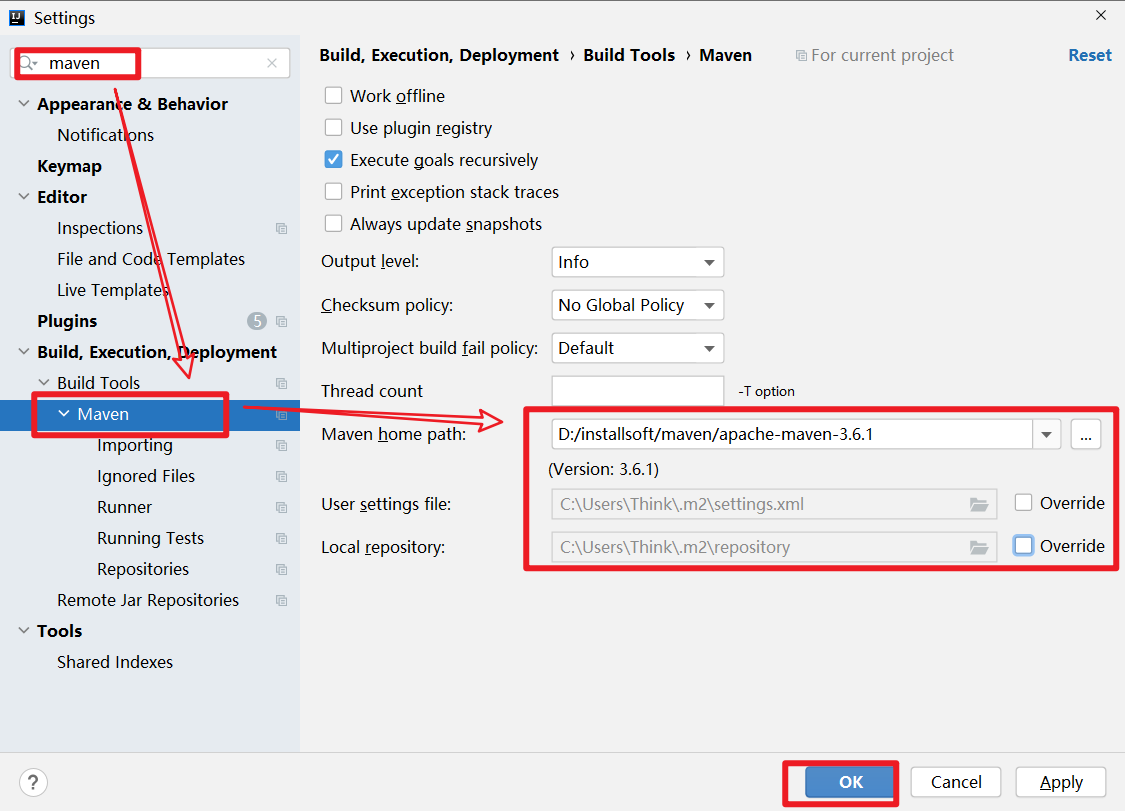 Settings
maven
Appearance & Behavior
Notifications
Keymap
Editor
Inspections
File and Code Templates
Live Templates
Plugins 5
Build, Execution, Deployment
Build Tools
Maven
Importing
Ignored Files
Runner
Running Tests
Repositories
Remote Jar Repositories
Tools
Shared Indexes
?
Build, Execution, Deployment › Build Tools › Maven For current project Reset
Work offline
Use plugin registry
Execute goals recursively
Print exception stack traces
Always update snapshots
Output level: Info
Checksum policy: No Global Policy
Multiproject build fail policy: Default
Thread count -T option
Maven home path: D:/installsoft/maven/apache-maven-3.6.1 ...
(Version: 3.6.1)
User settings file: C:\Users\Think\.m2\settings.xml Override
Local repository: C:\Users\Think\.m2\repository Override
OK Cancel Apply